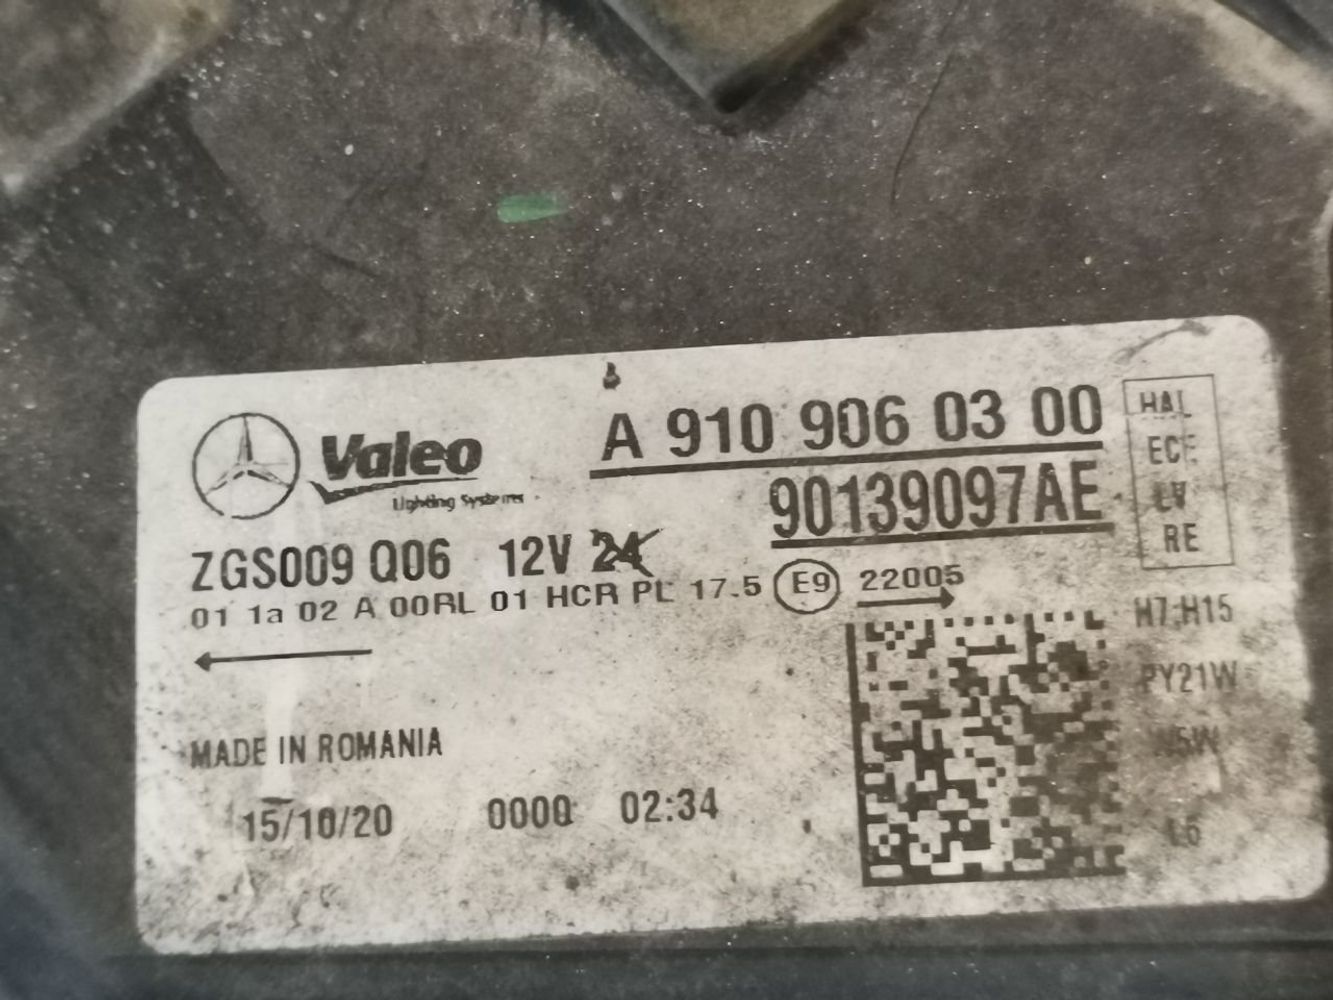 Valeo
Lighting Systems
A 910 906 03 00
90139097AE
HAL
ECE
LV
RE
ZGS009 Q06 12V 24
01 1a 02 A 00RL 01 HCR PL 17.5 E9 22005
H7;H15
PY21W
W5W
MADE IN ROMANIA
15/10/20 0000 02:34